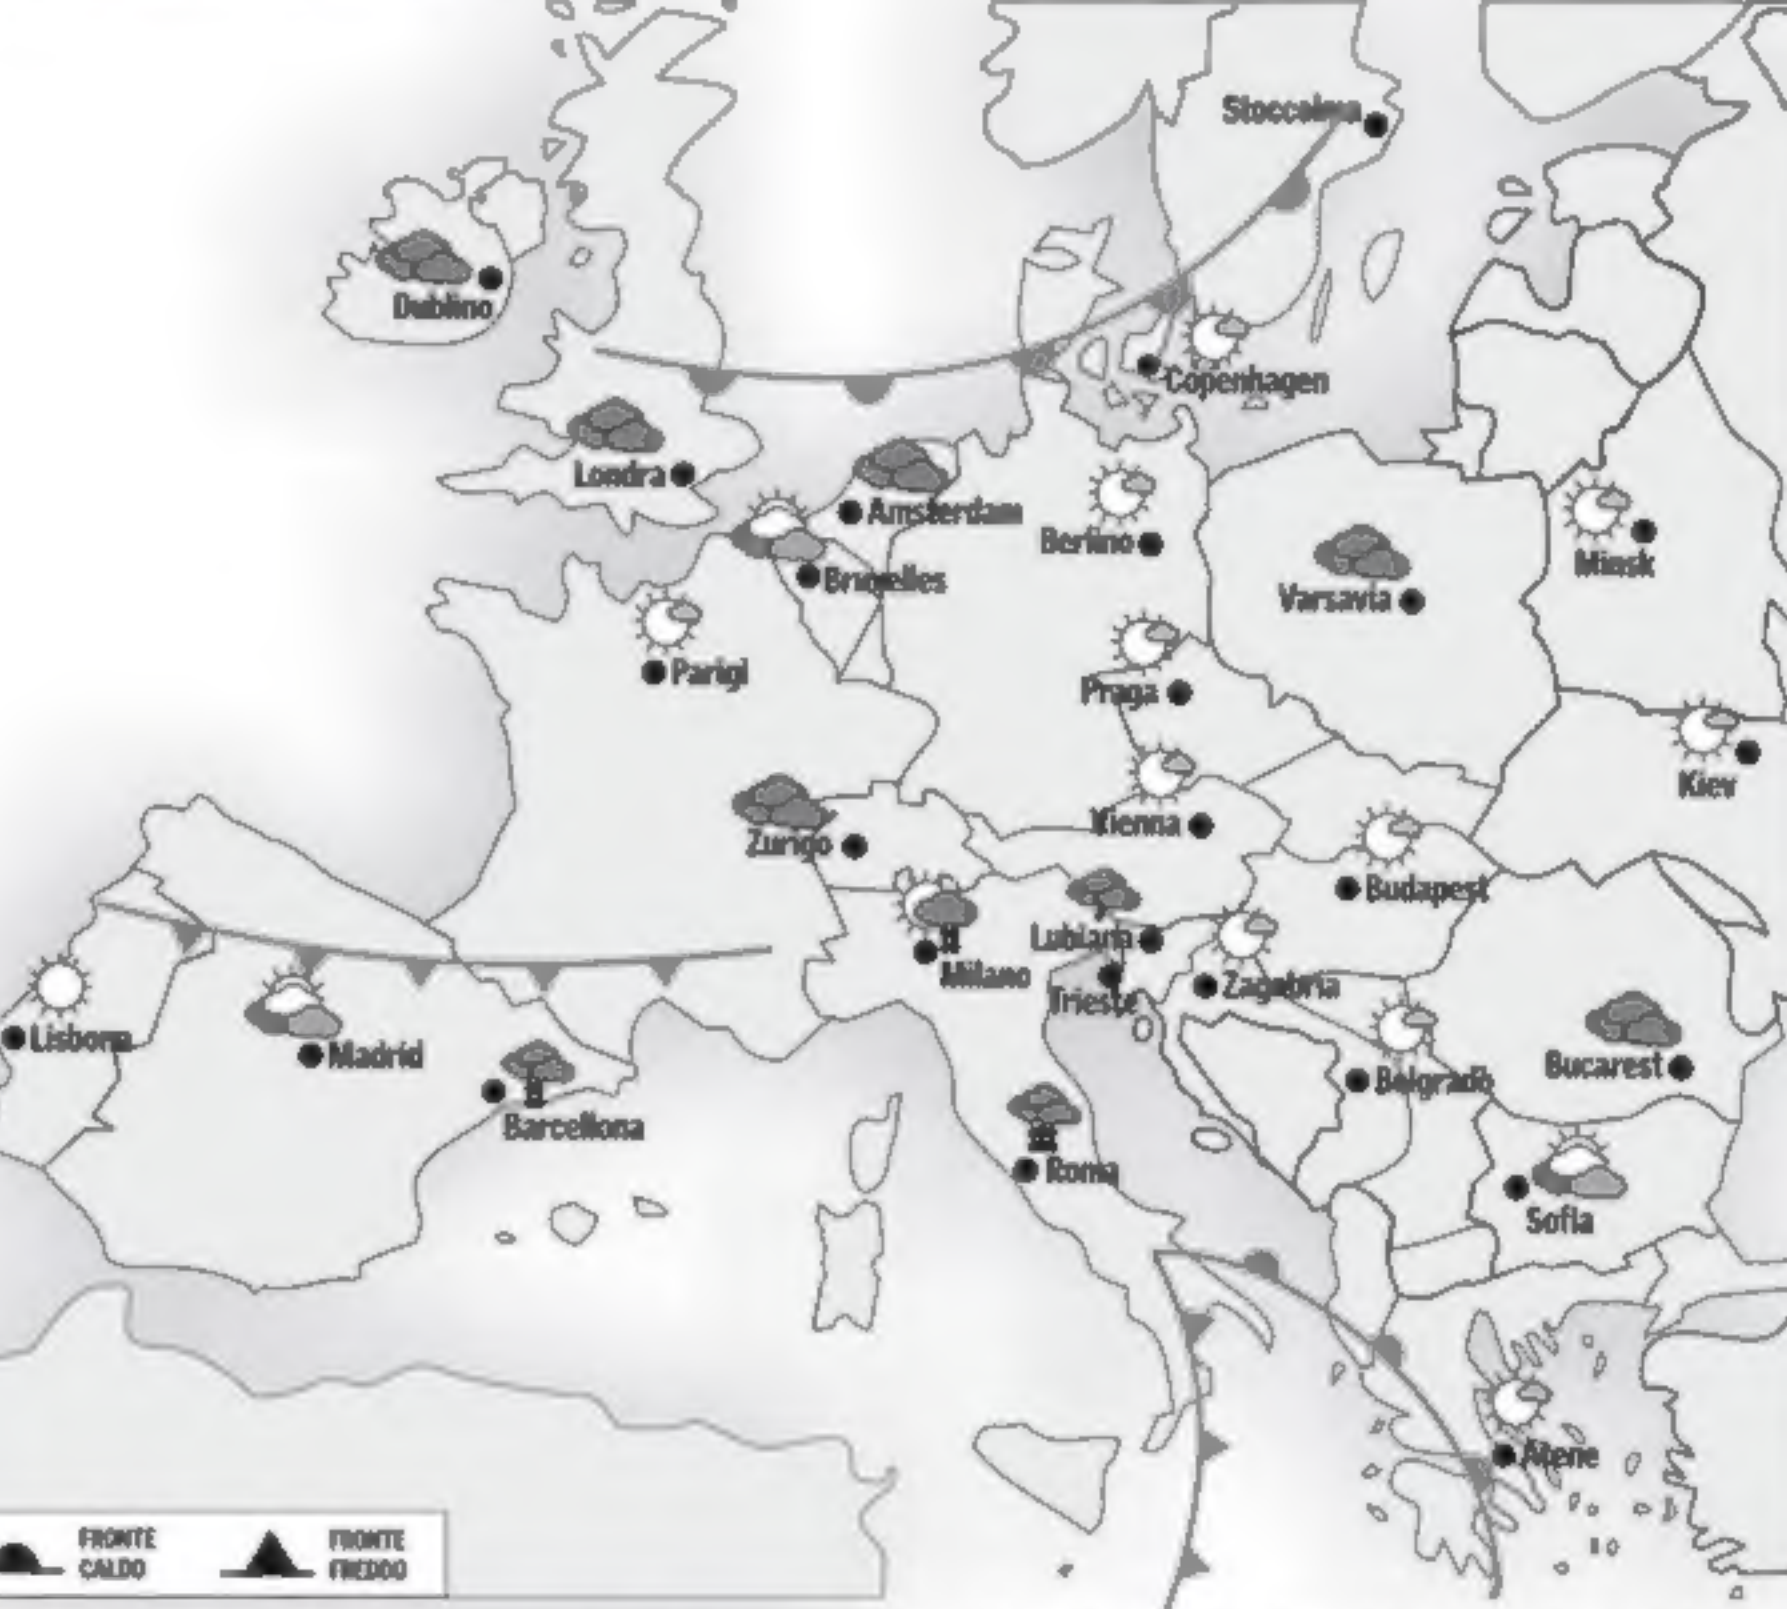 Stoccolma
Dublino
Copenhagen
Londra
Amsterdam
Berlino
Minsk
Bruxelles
Varsavia
Parigi
Praga
Kiev
Vienna
Zurigo
Budapest
Lubiana
Milano
Zagabria
Trieste
Lisbona
Madrid
Bucarest
Belgrado
Barcellona
Roma
Sofia
Atene
FRONTE
CALDO
FRONTE
FREDDO